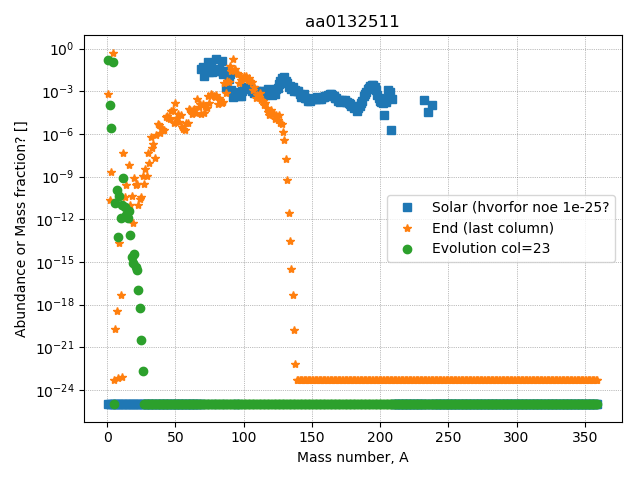 aa0132511
Abundance or Mass fraction? []
10⁰
10⁻³
10⁻⁶
10⁻⁹
10⁻¹²
10⁻¹⁵
10⁻¹⁸
10⁻²¹
10⁻²⁴
Solar (hvorfor noe 1e-25?
End (last column)
Evolution col=23
0 50 100 150 200 250 300 350
Mass number, A